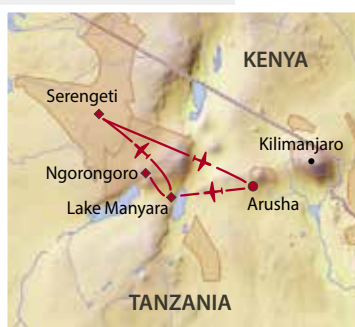 KENYA
Serengeti
Kilimanjaro
Ngorongoro
Lake Manyara
Arusha
TANZANIA